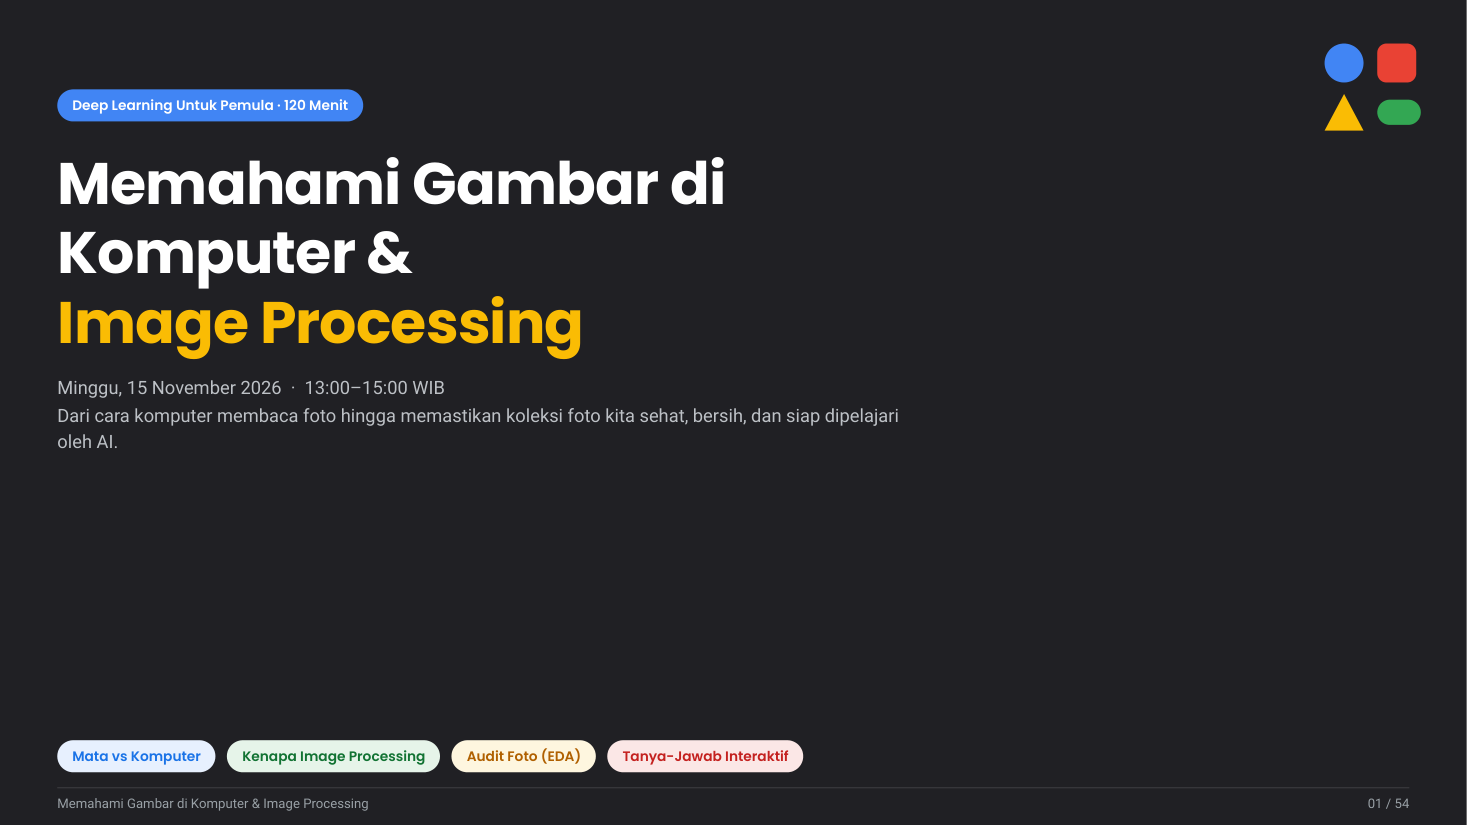 Deep Learning Untuk Pemula · 120 Menit
Memahami Gambar di
Komputer &
Image Processing
Minggu, 15 November 2026 · 13:00–15:00 WIB
Dari cara komputer membaca foto hingga memastikan koleksi foto kita sehat, bersih, dan siap dipelajari
oleh AI.
Mata vs Komputer
Kenapa Image Processing
Audit Foto (EDA)
Tanya-Jawab Interaktif
Memahami Gambar di Komputer & Image Processing
01 / 54